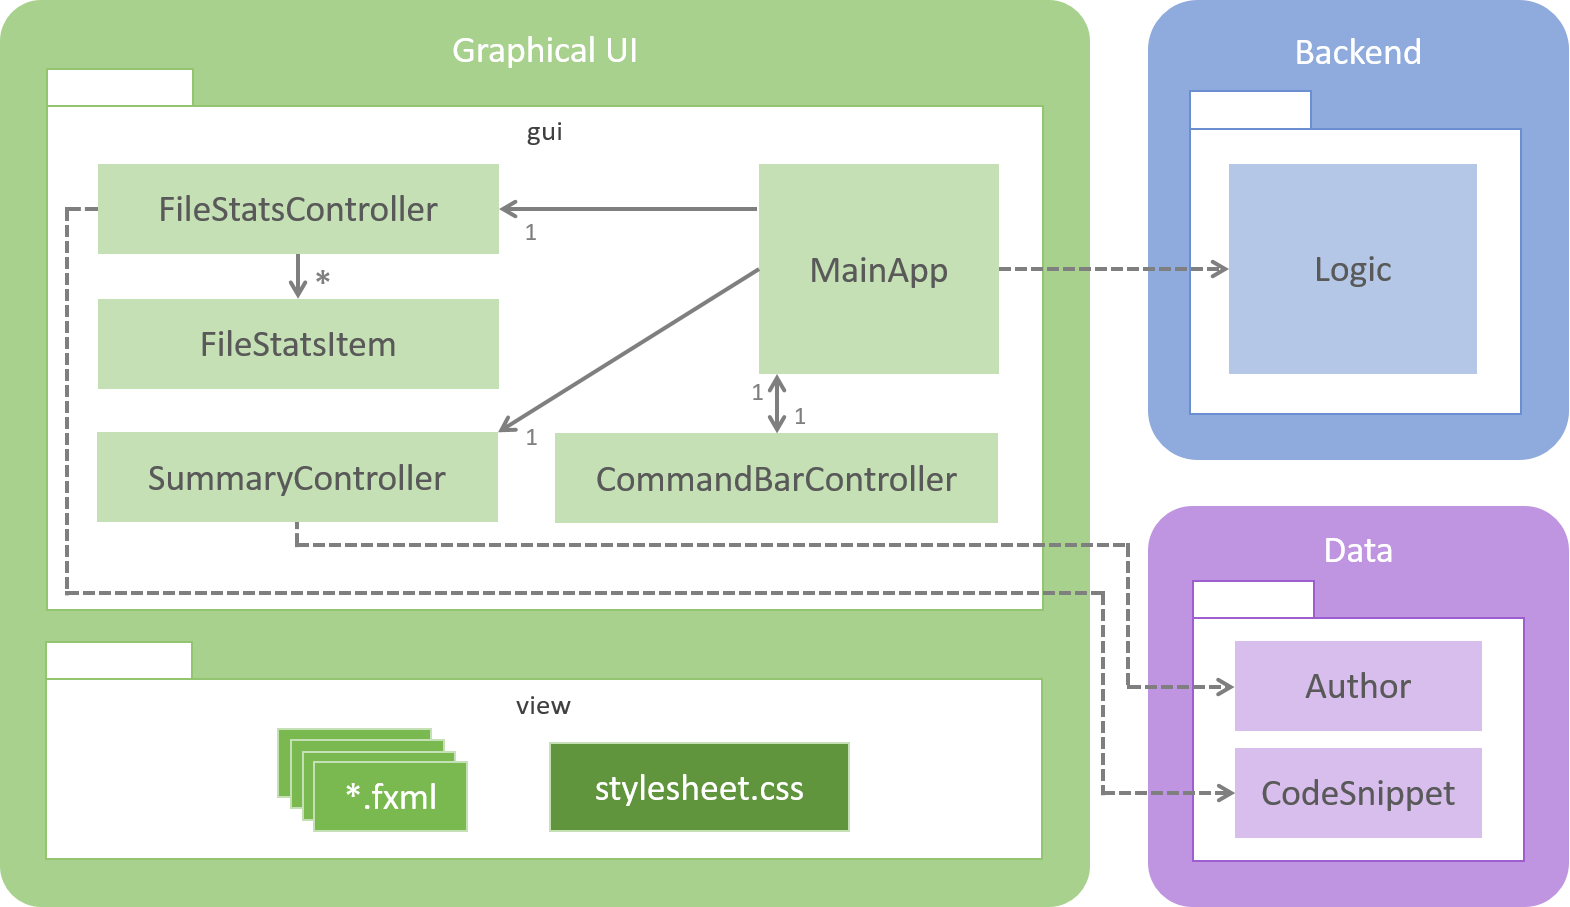 Graphical UI
gui
FileStatsController
1
MainApp
*
FileStatsItem
1
1
1
SummaryController
CommandBarController
view
*.fxml
stylesheet.css
Backend
Logic
Data
Author
CodeSnippet